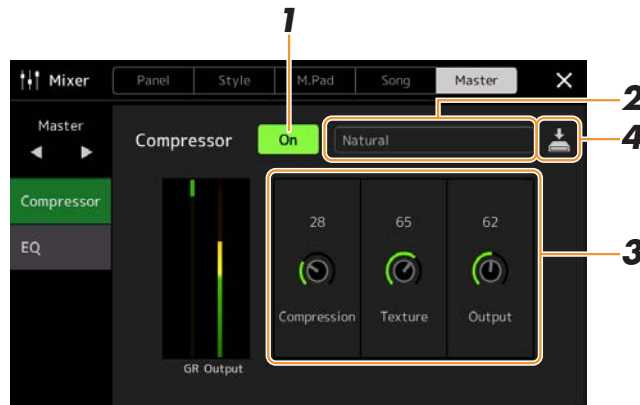 1
Mixer
Panel
Style
M.Pad
Song
Master
2
Master
Compressor
On
Natural
4
Compressor
EQ
28
65
62
3
Compression
Texture
Output
GR Output